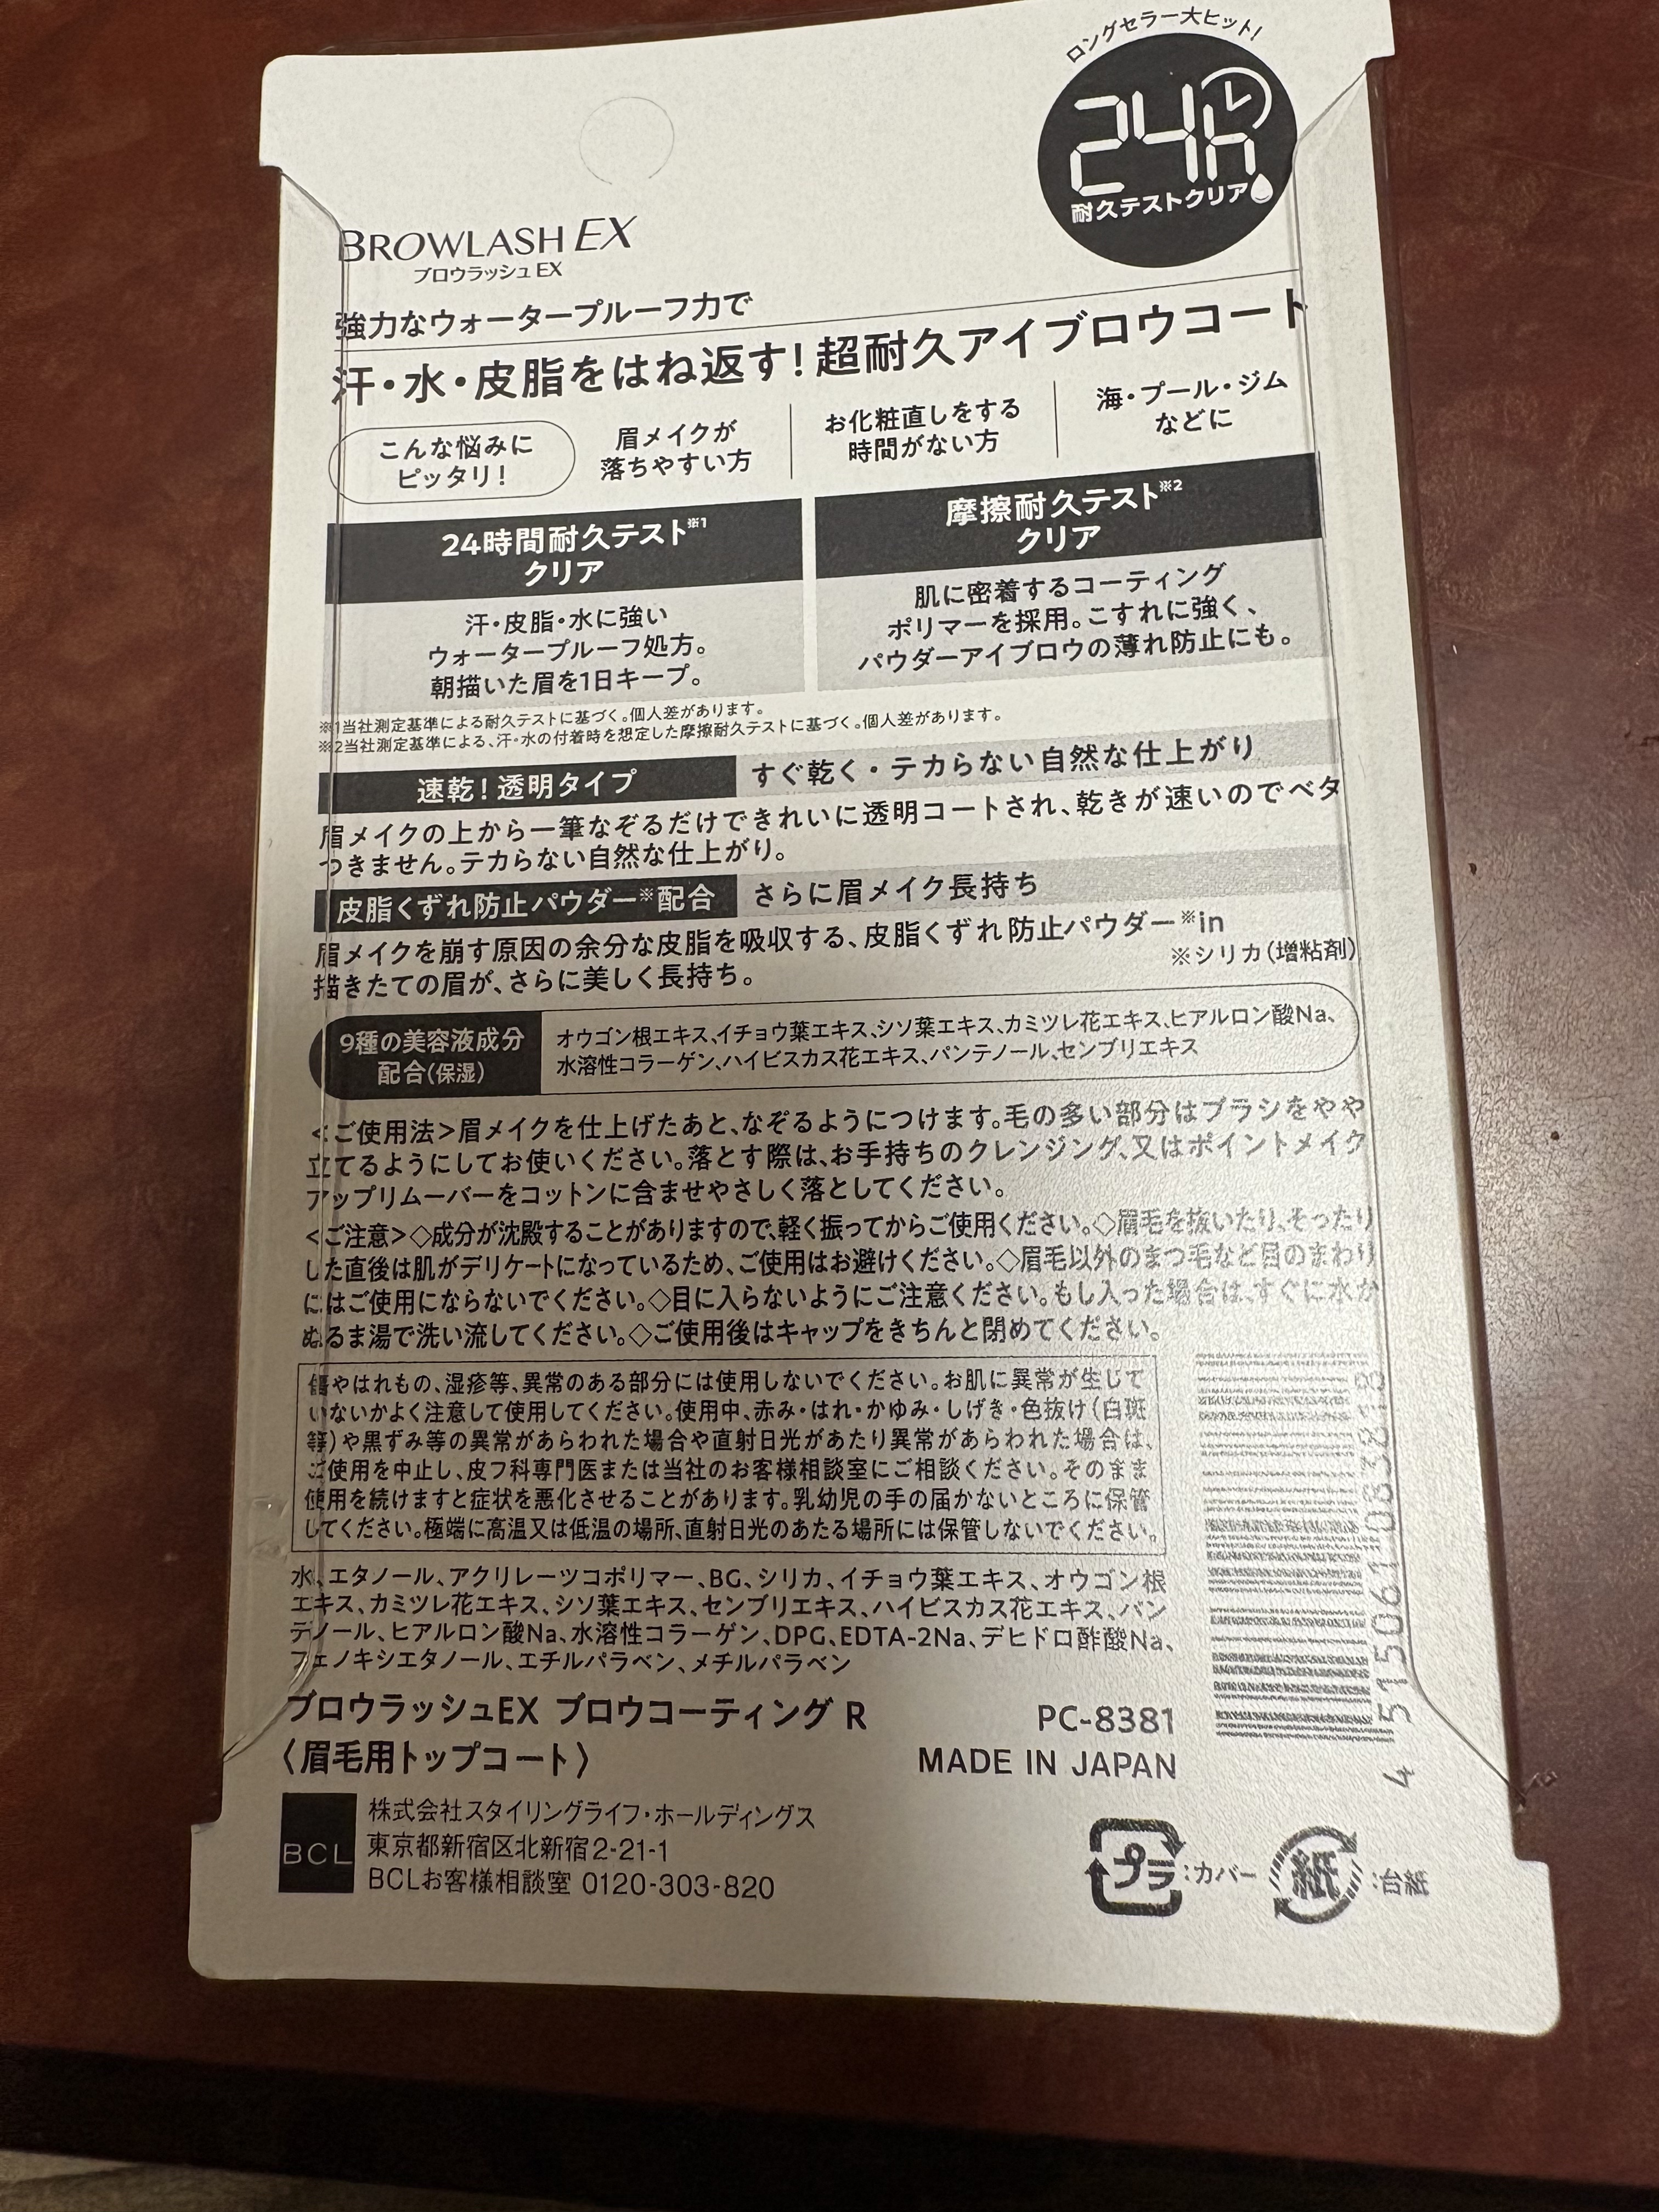 ロングセラー大ヒット!
24h
耐久テストクリア
BROWLASH EX
ブロウラッシュ EX
強力なウォータープルーフ力で
汗・水・皮脂をはね返す!超耐久アイブロウコート
こんな悩みに
ピッタリ!
眉メイクが
落ちやすい方
お化粧直しをする
時間がない方
海・プール・ジム
などに
24時間耐久テスト※1
クリア
汗・皮脂・水に強い
ウォータープルーフ処方。
朝描いた眉を1日キープ。
摩擦耐久テスト※2
クリア
肌に密着するコーティング
ポリマーを採用。こすれに強く、
パウダーアイブロウの薄れ防止にも。
※1当社測定基準による耐久テストに基づく。個人差があります。
※2当社測定基準による、汗・水の付着時を想定した摩擦耐久テストに基づく。個人差があります。
速乾!透明タイプ すぐ乾く・テカらない自然な仕上がり
眉メイクの上から一筆なぞるだけできれいに透明コートされ、乾きが速いのでベタ
つきません。テカらない自然な仕上がり。
皮脂くずれ防止パウダー※配合 さらに眉メイク長持ち
眉メイクを崩す原因の余分な皮脂を吸収する、皮脂くずれ防止パウダー※in
描きたての眉が、さらに美しく長持ち。 ※シリカ(増粘剤)
9種の美容液成分
配合(保湿)
オウゴン根エキス、イチョウ葉エキス、シソ葉エキス、カミツレ花エキス、ヒアルロン酸Na、
水溶性コラーゲン、ハイビスカス花エキス、パンテノール、センブリエキス
<ご使用法>眉メイクを仕上げたあと、なぞるようにつけます。毛の多い部分はブラシをやや
立てるようにしてお使いください。落とす際は、お手持ちのクレンジング、又はポイントメイク
アップリムーバーをコットンに含ませやさしく落としてください。
<ご注意>◇成分が沈殿することがありますので、軽く振ってからご使用ください。◇眉毛を抜いたり、そったり
した直後は肌がデリケートになっているため、ご使用はお避けください。◇眉毛以外のまつ毛など目のまわり
にはご使用にならないでください。◇目に入らないようにご注意ください。もし入った場合は、すぐに水か
ぬるま湯で洗い流してください。◇ご使用後はキャップをきちんと閉めてください。
傷やはれもの、湿疹等、異常のある部分には使用しないでください。お肌に異常が生じて
いないかよく注意して使用してください。使用中、赤み・はれ・かゆみ・しげき・色抜け(白斑
等)や黒ずみ等の異常があらわれた場合や直射日光があたり異常があらわれた場合は、
ご使用を中止し、皮フ科専門医または当社のお客様相談室にご相談ください。そのまま
使用を続けますと症状を悪化させることがあります。乳幼児の手の届かないところに保管
してください。極端に高温又は低温の場所、直射日光のあたる場所には保管しないでください。
水、エタノール、アクリレーツコポリマー、BG、シリカ、イチョウ葉エキス、オウゴン根
エキス、カミツレ花エキス、シソ葉エキス、センブリエキス、ハイビスカス花エキス、パン
テノール、ヒアルロン酸Na、水溶性コラーゲン、DPG、EDTA-2Na、デヒドロ酢酸Na、
フェノキシエタノール、エチルパラベン、メチルパラベン
4 515061 083818
ブロウラッシュEX ブロウコーティング R PC-8381
〈眉毛用トップコート〉 MADE IN JAPAN
BCL
株式会社スタイリングライフ・ホールディングス
東京都新宿区北新宿2-21-1
BCLお客様相談室 0120-303-820
プラ:カバー 紙:台紙